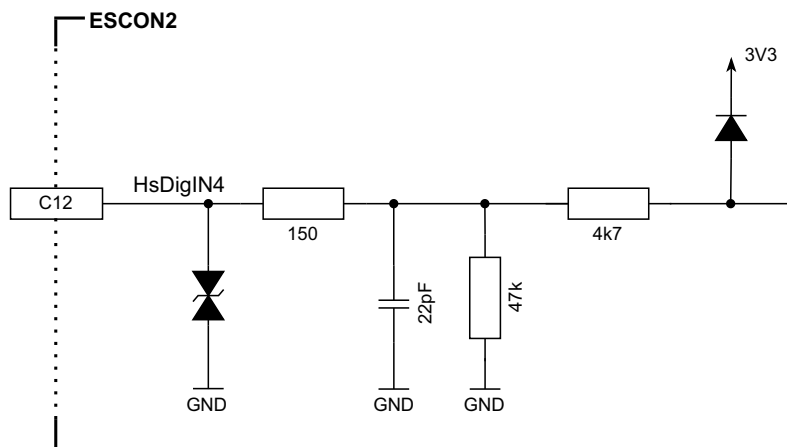 ESCON2
3V3
HsDigIN4
C12
150
4k7
22pF
47k
GND
GND
GND